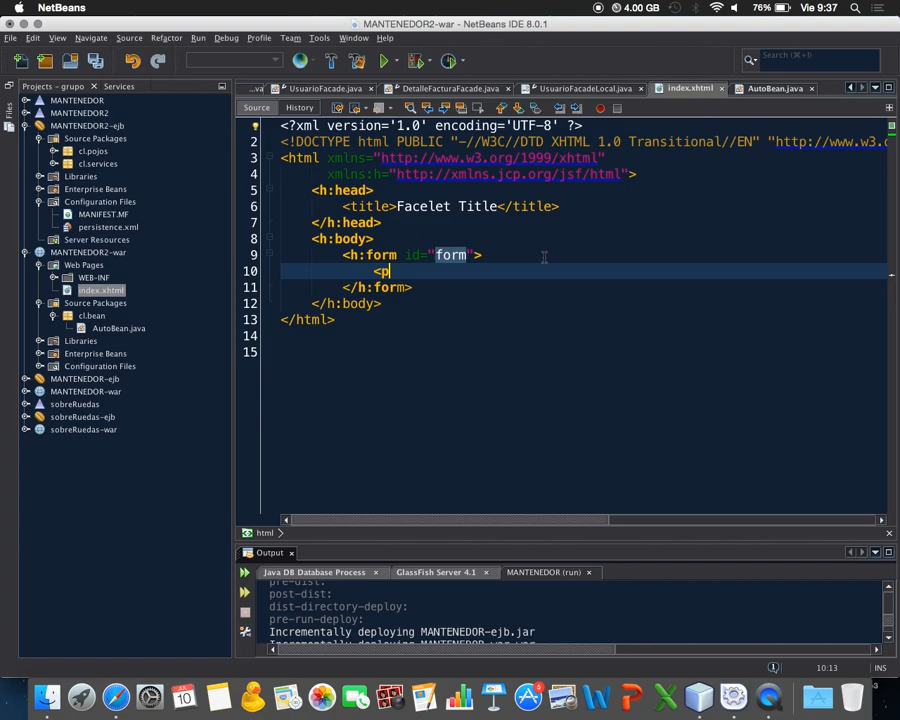 NetBeans
4.00 GB
76%
Vie 9:37
MANTENEDOR2-war - NetBeans IDE 8.0.1
File Edit View Navigate Source Refactor Run Debug Profile Team Tools Window Help
Search (⌘+I)
Projects - grupo
Services
...va
UsuarioFacade.java
DetalleFacturaFacade.java
UsuarioFacadeLocal.java
index.xhtml
AutoBean.java
Files
Source
History
MANTENEDOR
MANTENEDOR2
MANTENEDOR2-ejb
Source Packages
cl.pojos
cl.services
Libraries
Enterprise Beans
Configuration Files
MANIFEST.MF
persistence.xml
Server Resources
MANTENEDOR2-war
Web Pages
WEB-INF
index.xhtml
Source Packages
cl.bean
AutoBean.java
Libraries
Enterprise Beans
Configuration Files
MANTENEDOR-ejb
MANTENEDOR-war
sobreRuedas
sobreRuedas-ejb
sobreRuedas-war
1 <?xml version='1.0' encoding='UTF-8' ?>
2 <!DOCTYPE html PUBLIC "-//W3C//DTD XHTML 1.0 Transitional//EN" "http://www.w3.o
3 <html xmlns="http://www.w3.org/1999/xhtml"
4 xmlns:h="http://xmlns.jcp.org/jsf/html">
5 <h:head>
6 <title>Facelet Title</title>
7 </h:head>
8 <h:body>
9 <h:form id="form">
10 <p
11 </h:form>
12 </h:body>
13 </html>
14
15
html
Output
Java DB Database Process
GlassFish Server 4.1
MANTENEDOR (run)
pre-dist:
post-dist:
dist-directory-deploy:
pre-run-deploy:
Incrementally deploying MANTENEDOR-ejb.jar
10:13
INS